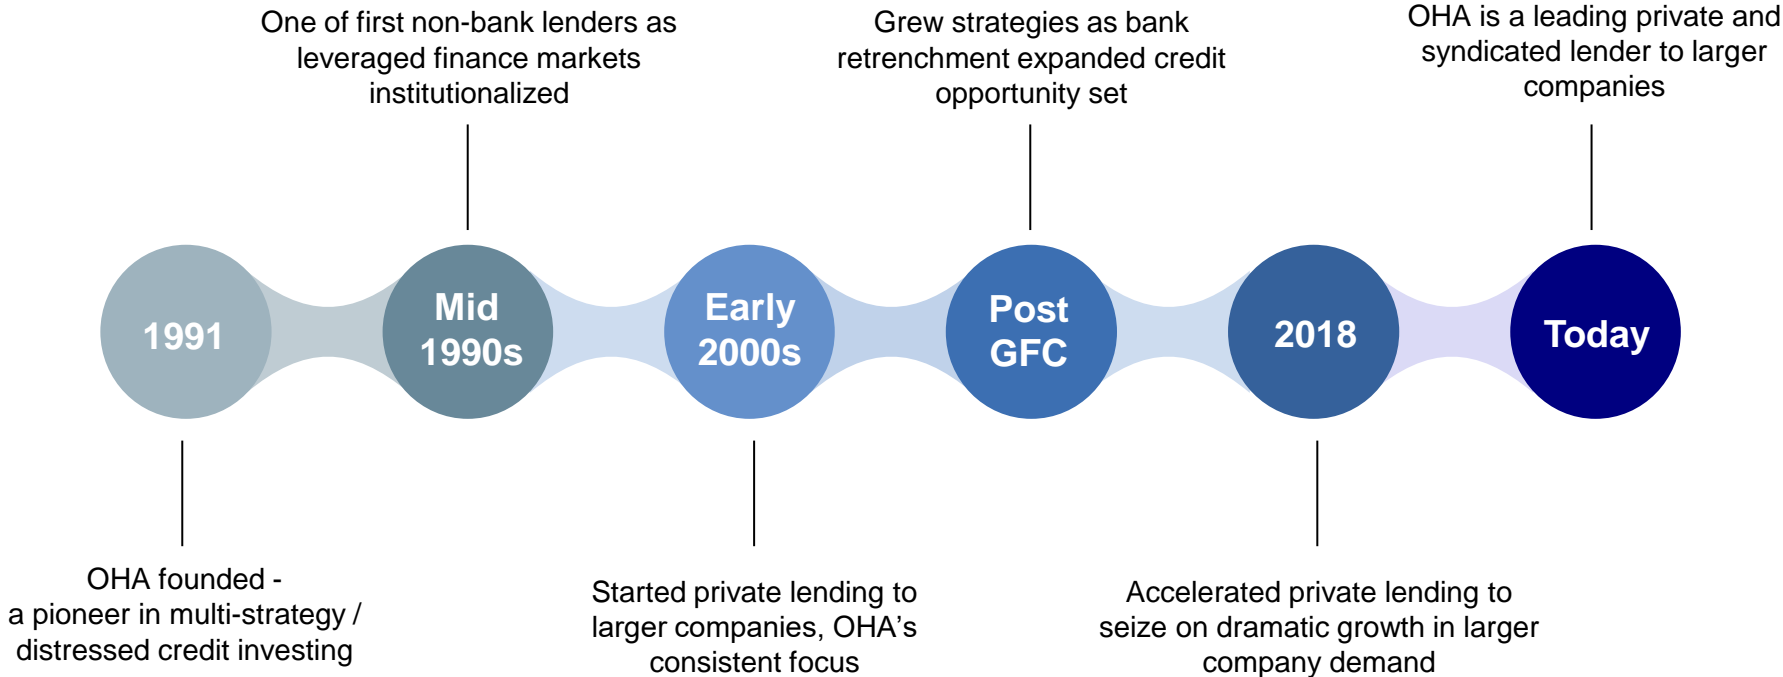 One of first non-bank lenders as
leveraged finance markets
institutionalized
Grew strategies as bank
retrenchment expanded credit
opportunity set
OHA is a leading private and
syndicated lender to larger
companies
1991
Mid
1990s
Early
2000s
Post
GFC
2018
Today
OHA founded -
a pioneer in multi-strategy /
distressed credit investing
Started private lending to
larger companies, OHA’s
consistent focus
Accelerated private lending to
seize on dramatic growth in larger
company demand